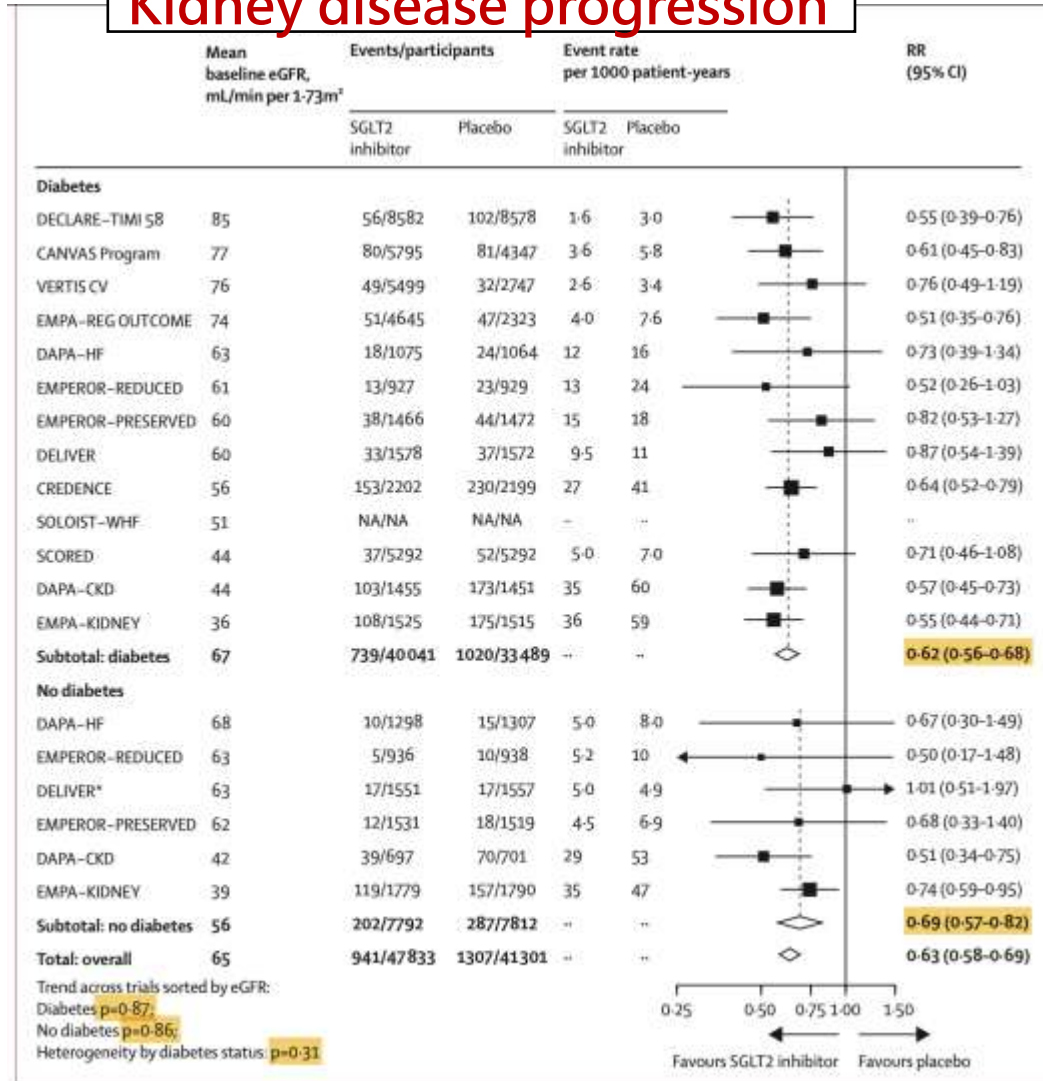 Kidney disease progression
Mean baseline eGFR, mL/min per 1·73m² Events/participants Event rate per 1000 patient-years RR (95% CI)
SGLT2 inhibitor Placebo SGLT2 inhibitor Placebo
Diabetes
DECLARE–TIMI 58 85 56/8582 102/8578 1·6 3·0 0·55 (0·39–0·76)
CANVAS Program 77 80/5795 81/4347 3·6 5·8 0·61 (0·45–0·83)
VERTIS CV 76 49/5499 32/2747 2·6 3·4 0·76 (0·49–1·19)
EMPA–REG OUTCOME 74 51/4645 47/2323 4·0 7·6 0·51 (0·35–0·76)
DAPA–HF 63 18/1075 24/1064 12 16 0·73 (0·39–1·34)
EMPEROR–REDUCED 61 13/927 23/929 13 24 0·52 (0·26–1·03)
EMPEROR–PRESERVED 60 38/1466 44/1472 15 18 0·82 (0·53–1·27)
DELIVER 60 33/1578 37/1572 9·5 11 0·87 (0·54–1·39)
CREDENCE 56 153/2202 230/2199 27 41 0·64 (0·52–0·79)
SOLOIST–WHF 51 NA/NA NA/NA .. .. ..
SCORED 44 37/5292 52/5292 5·0 7·0 0·71 (0·46–1·08)
DAPA–CKD 44 103/1455 173/1451 35 60 0·57 (0·45–0·73)
EMPA–KIDNEY 36 108/1525 175/1515 36 59 0·55 (0·44–0·71)
Subtotal: diabetes 67 739/40041 1020/33489 .. .. 0·62 (0·56–0·68)
No diabetes
DAPA–HF 68 10/1298 15/1307 5·0 8·0 0·67 (0·30–1·49)
EMPEROR–REDUCED 63 5/936 10/938 5·2 10 0·50 (0·17–1·48)
DELIVER* 63 17/1551 17/1557 5·0 4·9 1·01 (0·51–1·97)
EMPEROR–PRESERVED 62 12/1531 18/1519 4·5 6·9 0·68 (0·33–1·40)
DAPA–CKD 42 39/697 70/701 29 53 0·51 (0·34–0·75)
EMPA–KIDNEY 39 119/1779 157/1790 35 47 0·74 (0·59–0·95)
Subtotal: no diabetes 56 202/7792 287/7812 .. .. 0·69 (0·57–0·82)
Total: overall 65 941/47833 1307/41301 .. .. 0·63 (0·58–0·69)
Trend across trials sorted by eGFR:
Diabetes p=0·87;
No diabetes p=0·86;
Heterogeneity by diabetes status: p=0·31
0·25 0·50 0·75 1·00 1·50
Favours SGLT2 inhibitor Favours placebo